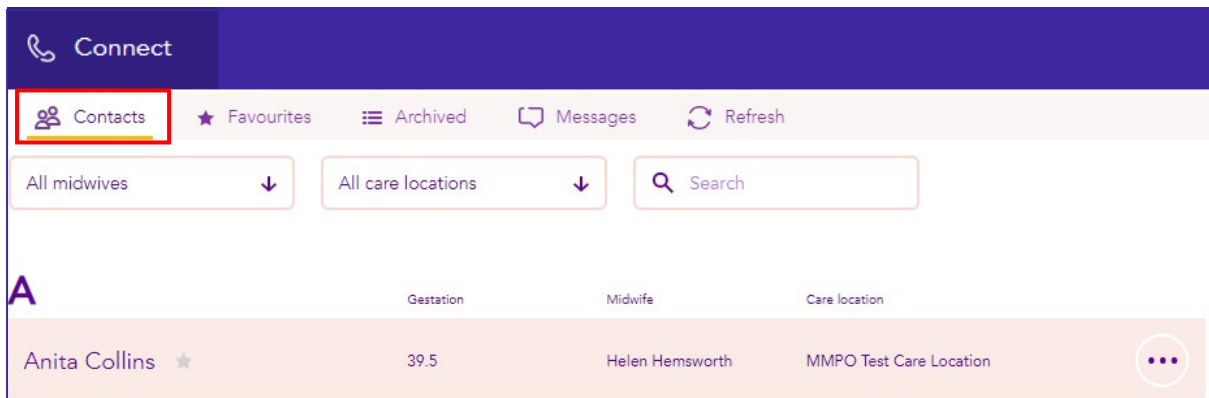 Connect
Contacts Favourites Archived Messages Refresh
All midwives All care locations Search
A Gestation Midwife Care location
Anita Collins 39.5 Helen Hemsworth MMPO Test Care Location